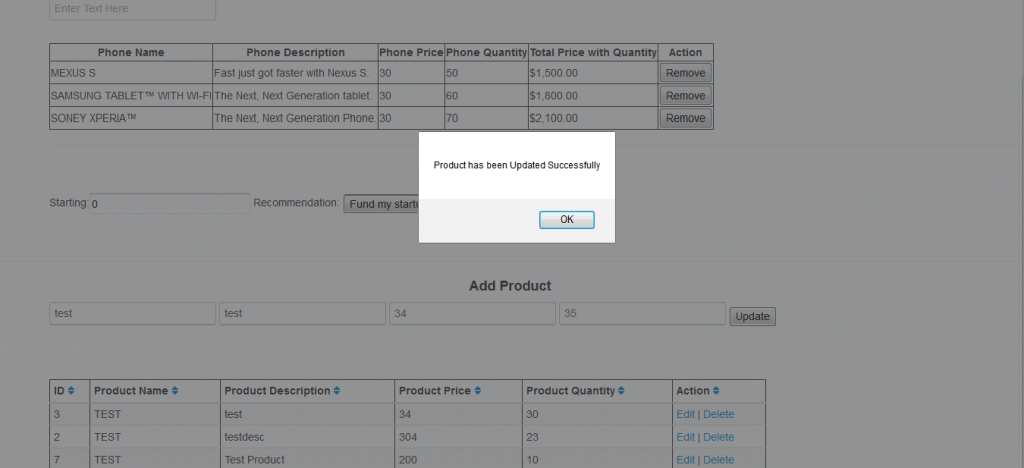 Enter Text Here
Phone Name Phone Description Phone Price Phone Quantity Total Price with Quantity Action
MEXUS S Fast just got faster with Nexus S. 30 50 $1,500.00 Remove
SAMSUNG TABLET™ WITH WI-FI The Next, Next Generation tablet. 30 60 $1,800.00 Remove
SONEY XPERIA™ The Next, Next Generation Phone. 30 70 $2,100.00 Remove
Product has been Updated Successfully
OK
Starting: 0 Recommendation: Fund my startu
Add Product
test test 34 35 Update
ID Product Name Product Description Product Price Product Quantity Action
3 TEST test 34 30 Edit | Delete
2 TEST testdesc 304 23 Edit | Delete
7 TEST Test Product 200 10 Edit | Delete